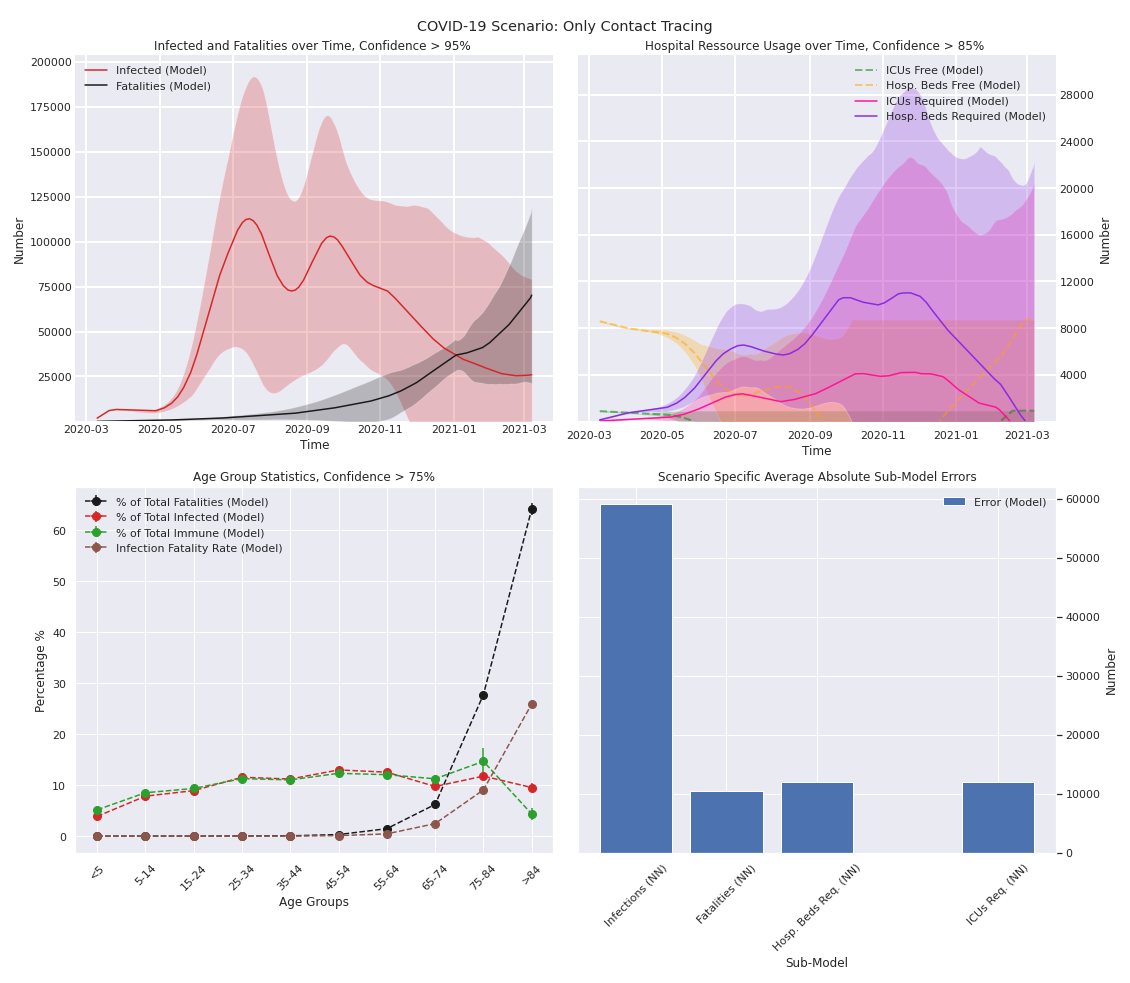 COVID-19 Scenario: Only Contact Tracing
Infected and Fatalities over Time, Confidence > 95%
Infected (Model)
Fatalities (Model)
200000
175000
150000
125000
100000
75000
50000
25000
Number
2020-03 2020-05 2020-07 2020-09 2020-11 2021-01 2021-03
Time
Hospital Ressource Usage over Time, Confidence > 85%
ICUs Free (Model)
Hosp. Beds Free (Model)
ICUs Required (Model)
Hosp. Beds Required (Model)
28000
24000
20000
16000
12000
8000
4000
Number
2020-03 2020-05 2020-07 2020-09 2020-11 2021-01 2021-03
Time
Age Group Statistics, Confidence > 75%
% of Total Fatalities (Model)
% of Total Infected (Model)
% of Total Immune (Model)
Infection Fatality Rate (Model)
60
50
40
30
20
10
0
Percentage %
<5 5-14 15-24 25-34 35-44 45-54 55-64 65-74 75-84 >84
Age Groups
Scenario Specific Average Absolute Sub-Model Errors
Error (Model)
60000
50000
40000
30000
20000
10000
0
Number
Infections (NN) Fatalities (NN) Hosp. Beds Req. (NN) ICUs Req. (NN)
Sub-Model